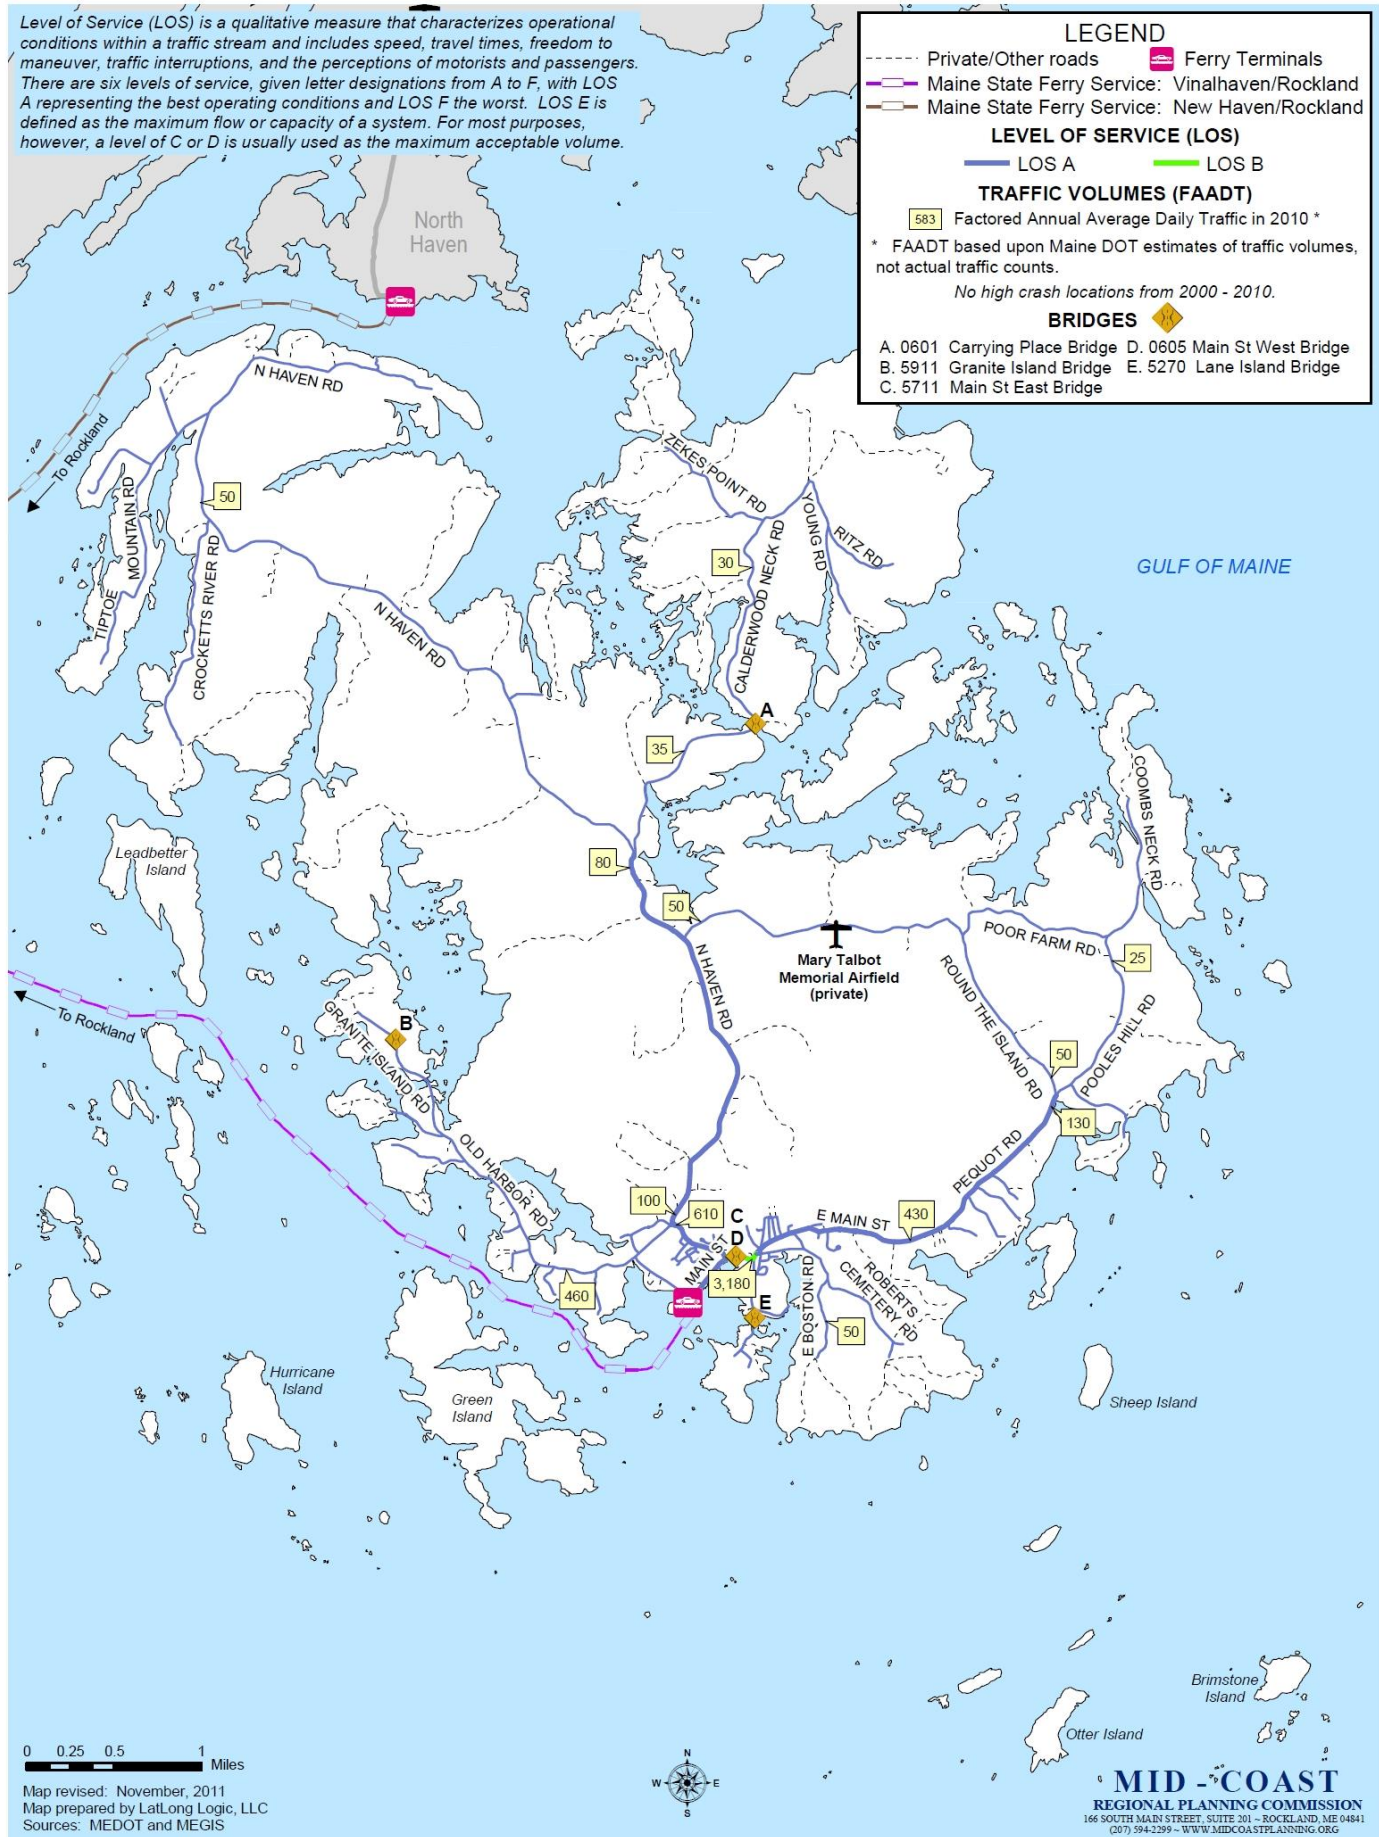 Level of Service (LOS) is a qualitative measure that characterizes operational
conditions within a traffic stream and includes speed, travel times, freedom to
maneuver, traffic interruptions, and the perceptions of motorists and passengers.
There are six levels of service, given letter designations from A to F, with LOS
A representing the best operating conditions and LOS F the worst. LOS E is
defined as the maximum flow or capacity of a system. For most purposes,
however, a level of C or D is usually used as the maximum acceptable volume.
LEGEND
Private/Other roads
Ferry Terminals
Maine State Ferry Service: Vinalhaven/Rockland
Maine State Ferry Service: New Haven/Rockland
LEVEL OF SERVICE (LOS)
LOS A
LOS B
TRAFFIC VOLUMES (FAADT)
583 Factored Annual Average Daily Traffic in 2010 *
* FAADT based upon Maine DOT estimates of traffic volumes,
not actual traffic counts.
No high crash locations from 2000 - 2010.
BRIDGES
A. 0601 Carrying Place Bridge D. 0605 Main St West Bridge
B. 5911 Granite Island Bridge E. 5270 Lane Island Bridge
C. 5711 Main St East Bridge
North
Haven
N HAVEN RD
To Rockland
ZEKES POINT RD
50
TIPTOE MOUNTAIN RD
CROCKETTS RIVER RD
YOUNG RD
RITZ RD
30
CALDERWOOD NECK RD
GULF OF MAINE
N HAVEN RD
A
35
COOMBS NECK RD
Leadbetter
Island
80
50
POOR FARM RD
N HAVEN RD
Mary Talbot
Memorial Airfield
(private)
25
ROUND THE ISLAND RD
To Rockland
B
GRANITE ISLAND RD
POOLES HILL RD
50
130
OLD HARBOR RD
PEQUOT RD
100
610
C
D
E MAIN ST
430
MAIN ST
3,180
460
E
E BOSTON RD
ROBERTS
CEMETERY RD
50
Hurricane
Island
Green
Island
Sheep Island
Brimstone
Island
Otter Island
0 0.25 0.5 1
Miles
Map revised: November, 2011
Map prepared by LatLong Logic, LLC
Sources: MEDOT and MEGIS
N
W
E
S
MID - COAST
REGIONAL PLANNING COMMISSION
166 SOUTH MAIN STREET, SUITE 201 ~ ROCKLAND, ME 04841
(207) 594-2299 ~ WWW.MIDCOASTPLANNING.ORG